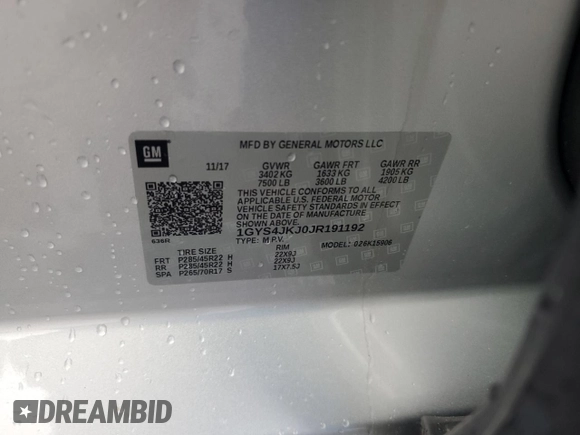 GM
MFD BY GENERAL MOTORS LLC
11/17 GVWR GAWR FRT GAWR RR
3402 KG 1633 KG 1905 KG
7500 LB 3600 LB 4200 LB
THIS VEHICLE CONFORMS TO ALL
APPLICABLE U.S. FEDERAL MOTOR
VEHICLE SAFETY STANDARDS IN
EFFECT ON THE DATE OF
MANUFACTURE SHOWN ABOVE.
1GYS4JKJ0JR191192
TYPE: M.P.V. MODEL: G26K15906
636R
TIRE SIZE RIM
FRT P285/45R22 H 22X9J
RR P285/45R22 H 22X9J
SPA P265/70R17 S 17X7.5J
DREAMBID